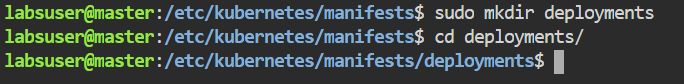 labsuser@master:/etc/kubernetes/manifests$ sudo mkdir deployments
labsuser@master:/etc/kubernetes/manifests$ cd deployments/
labsuser@master:/etc/kubernetes/manifests/deployments$